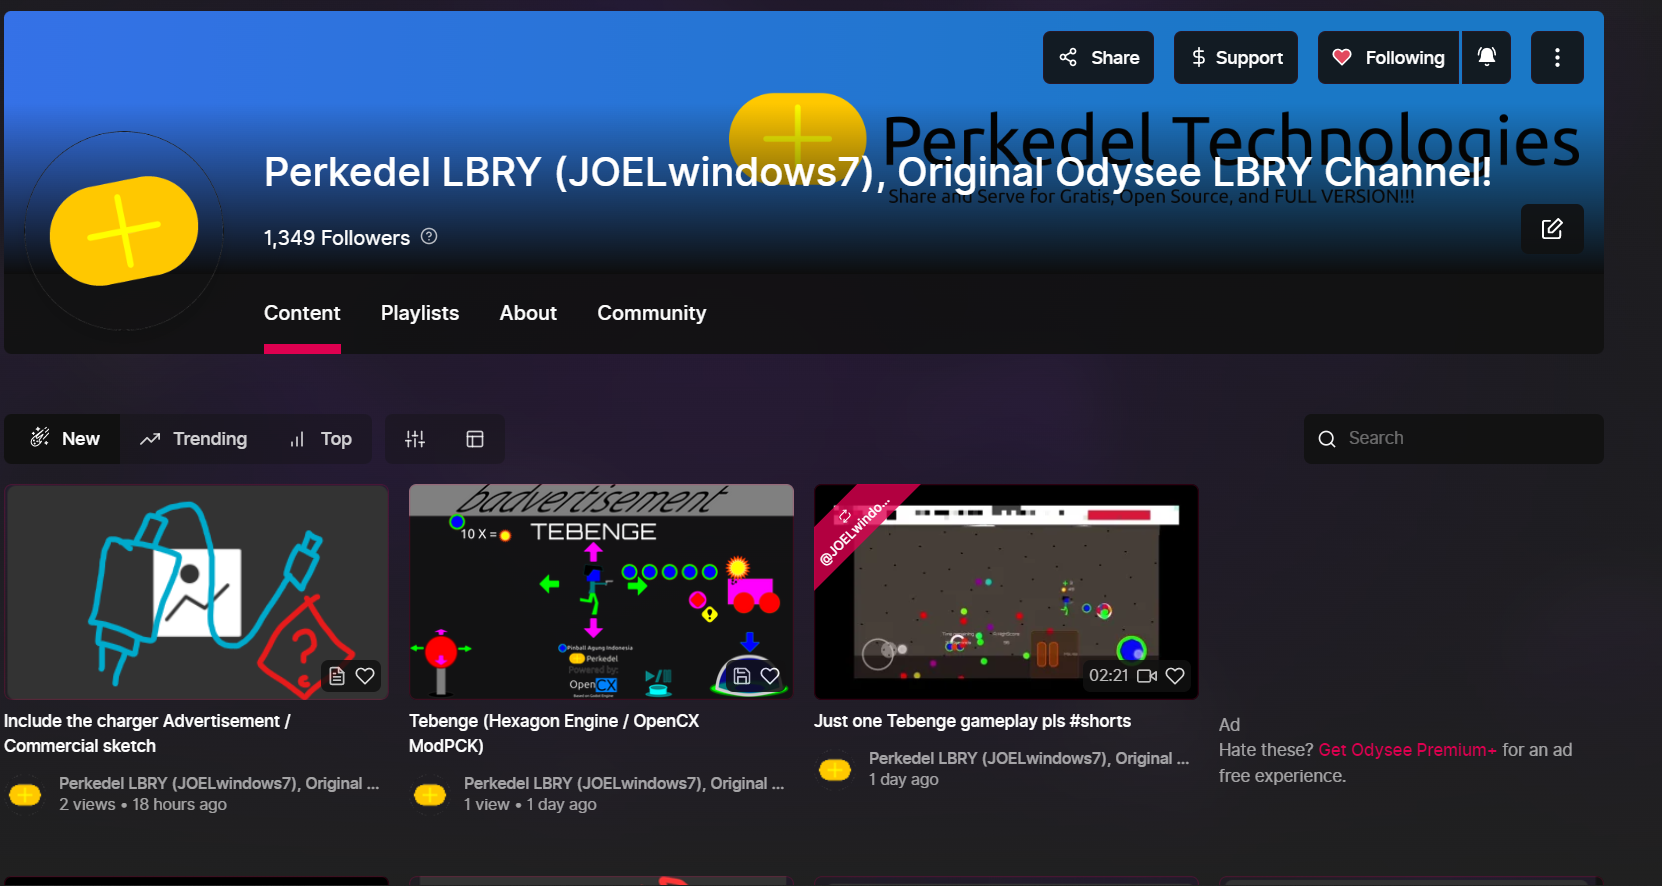 Share
Support
Following
Perkedel Technologies
Perkedel LBRY (JOELwindows7), Original Odysee LBRY Channel!
Share and Serve for Gratis, Open Source, and FULL VERSION!!!
1,349 Followers
Content Playlists About Community
New Trending Top
Search
badvertisement
10 X =
TEBENGE
Pinball Agung Indonesia
Perkedel
Powered by:
OpenCX
Based on Godot Engine
@JOELwindo...
02:21
Include the charger Advertisement /
Commercial sketch
Perkedel LBRY (JOELwindows7), Original ...
2 views • 18 hours ago
Tebenge (Hexagon Engine / OpenCX
ModPCK)
Perkedel LBRY (JOELwindows7), Original ...
1 view • 1 day ago
Just one Tebenge gameplay pls #shorts
Perkedel LBRY (JOELwindows7), Original ...
1 day ago
Ad
Hate these? Get Odysee Premium+ for an ad
free experience.